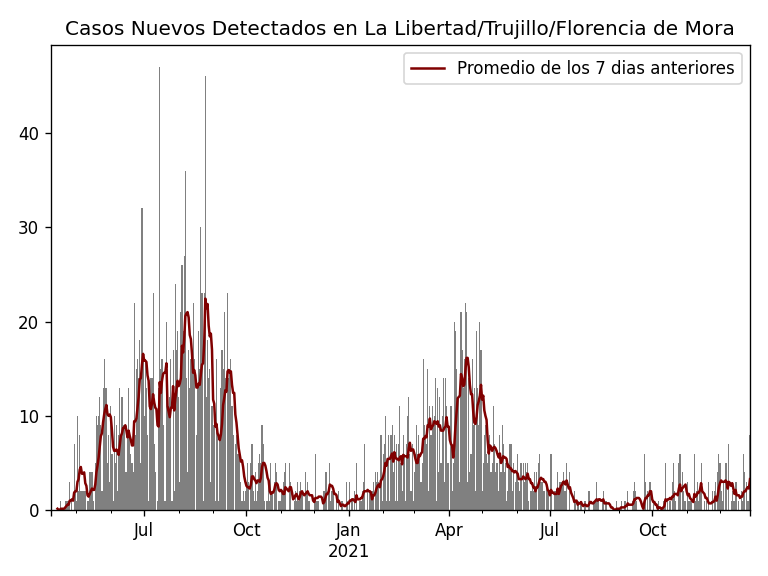 Casos Nuevos Detectados en La Libertad/Trujillo/Florencia de Mora
Promedio de los 7 dias anteriores
40
30
20
10
0
Jul Oct Jan Apr Jul Oct
2021